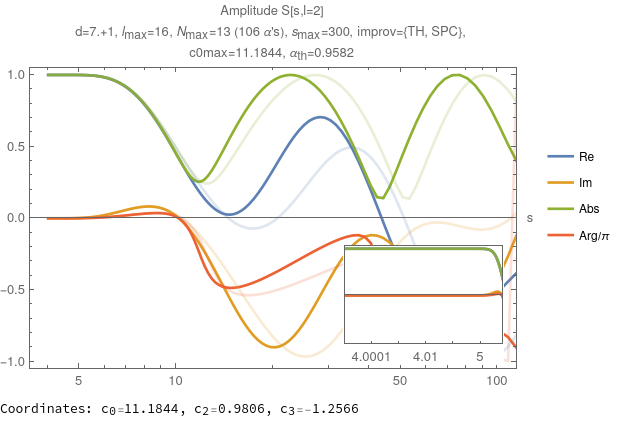 Amplitude S[s,l=2]
d=7.+1, lmax=16, Nmax=13 (106 α's), smax=300, improv={TH, SPC},
c0max=11.1844, αth=0.9582
1.0
0.5
0.0
−0.5
−1.0
s
Re
Im
Abs
Arg/π
4.0001 4.01 5
5 10 50 100
Coordinates: c0=11.1844, c2=0.9806, c3=-1.2566